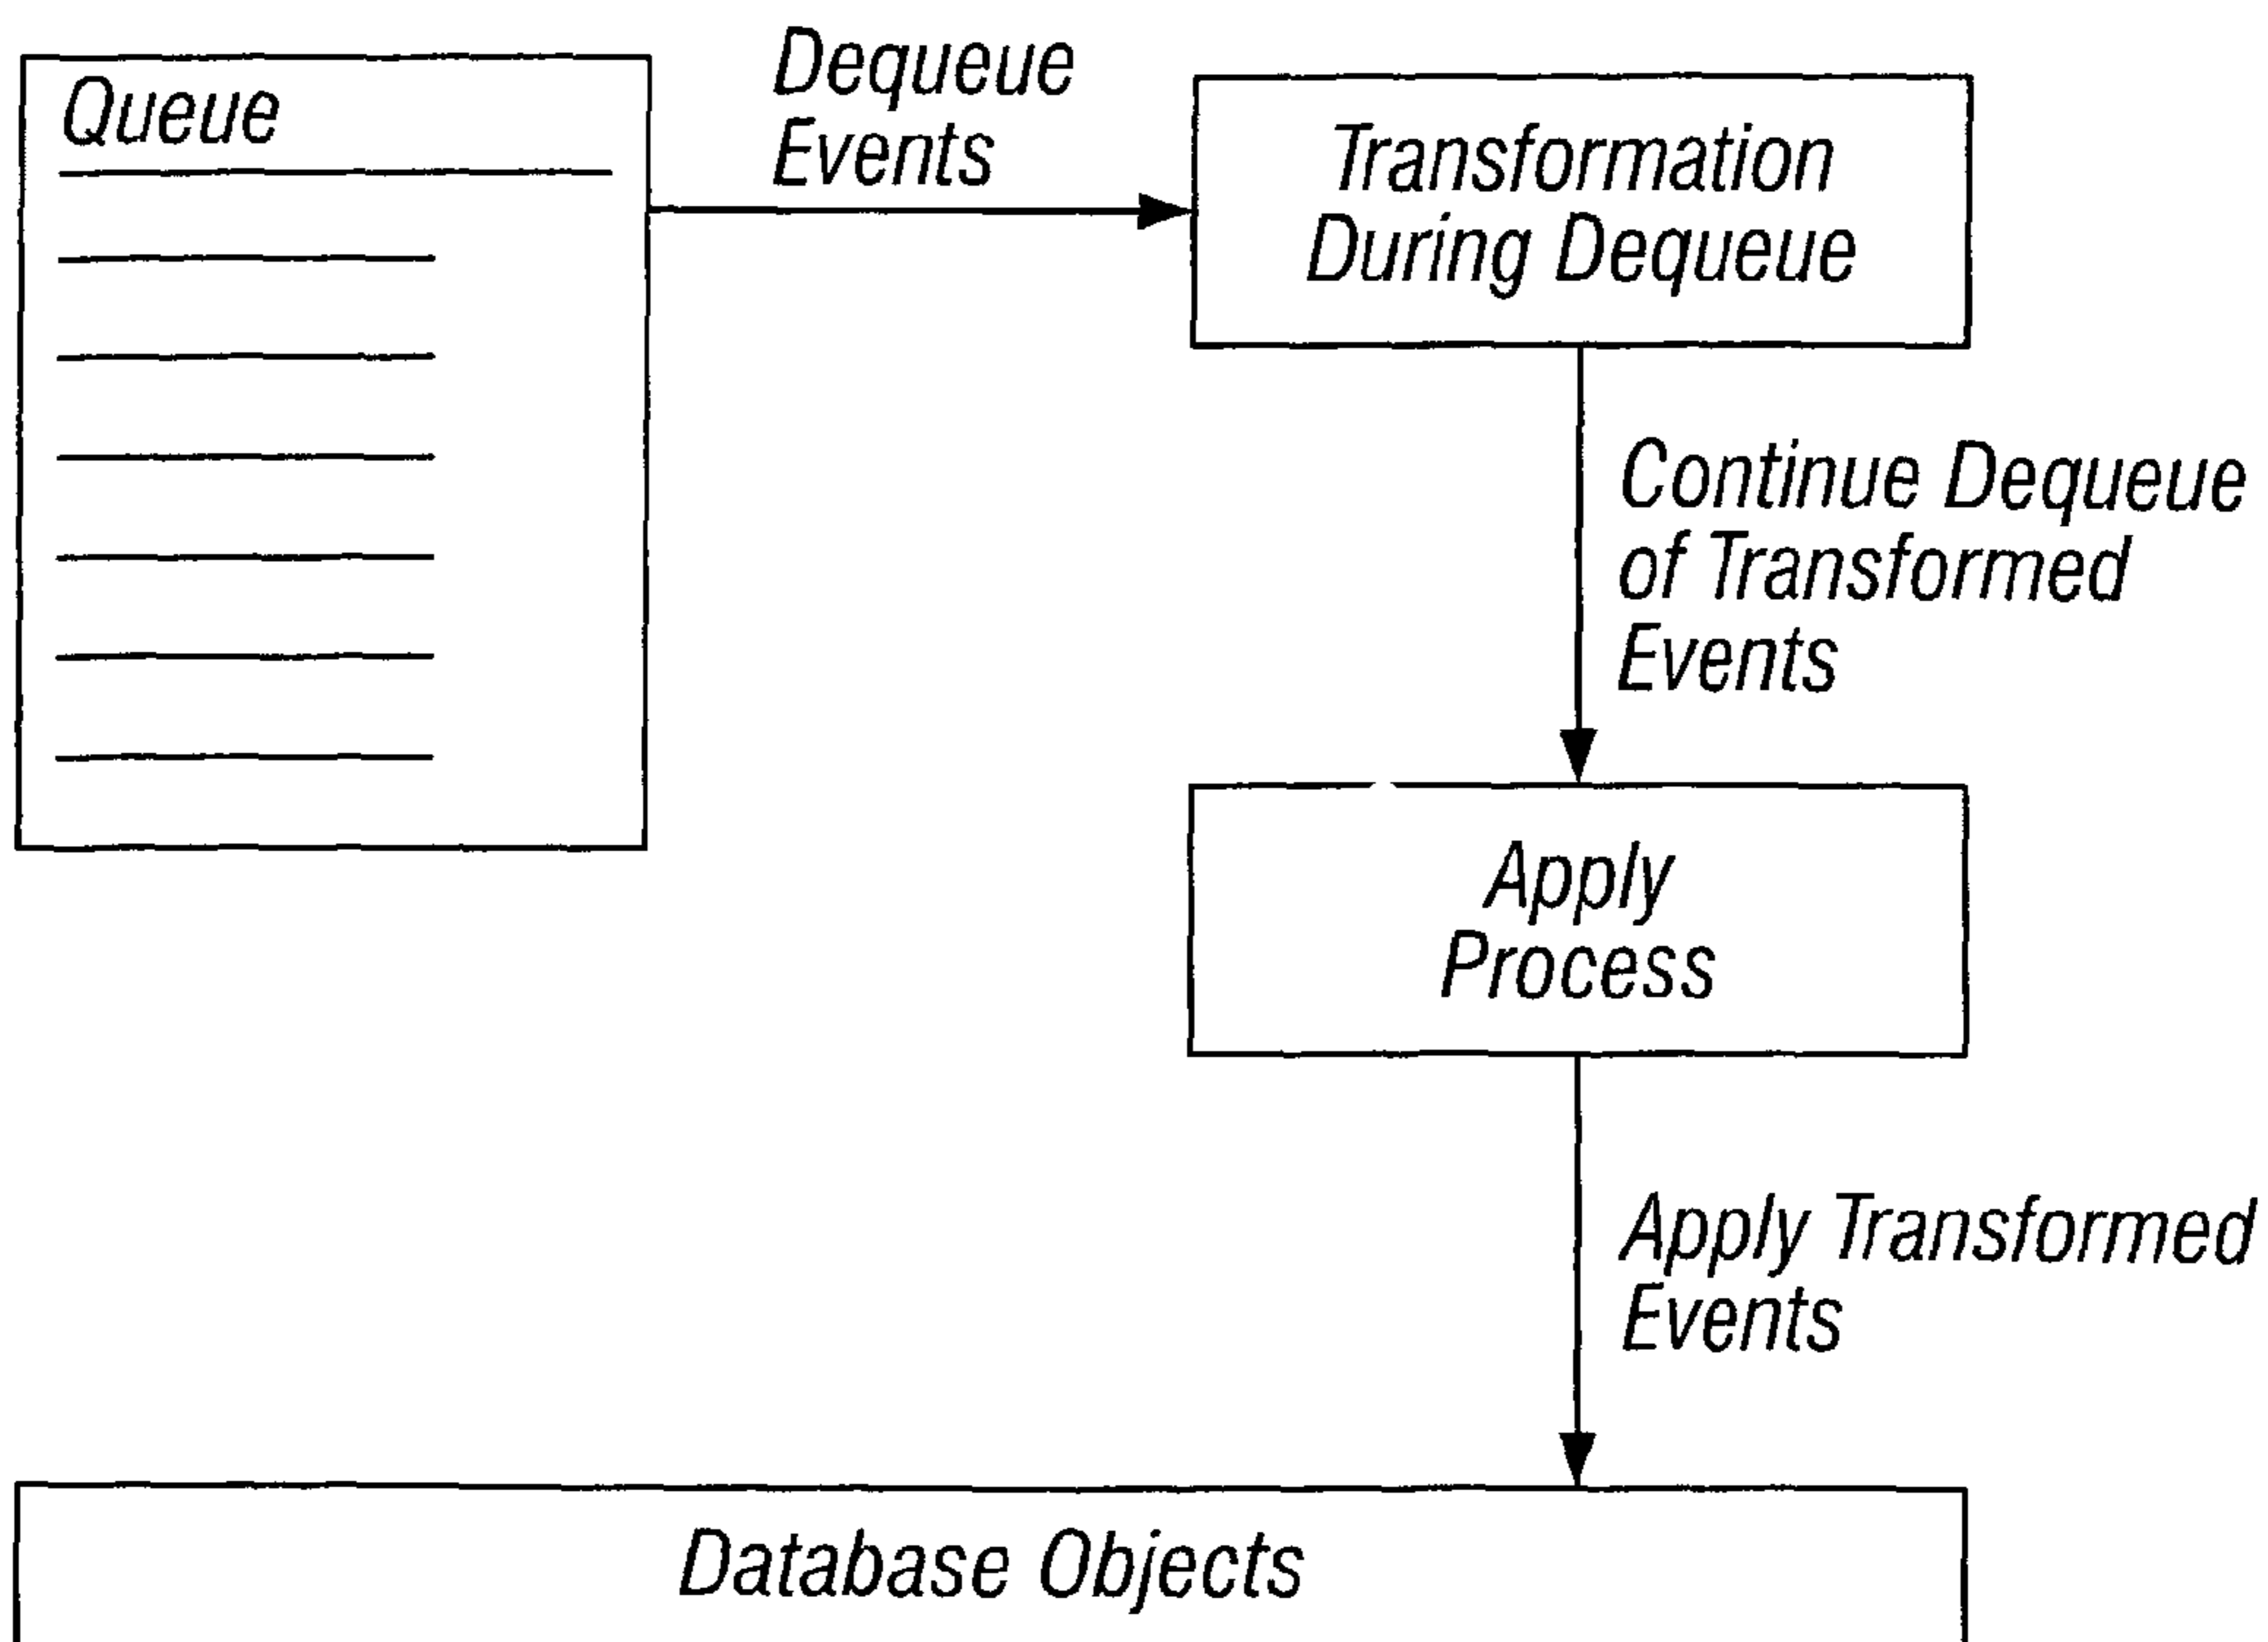 Queue
Dequeue
Events
Transformation
During Dequeue
Continue Dequeue
of Transformed
Events
Apply
Process
Apply Transformed
Events
Database Objects